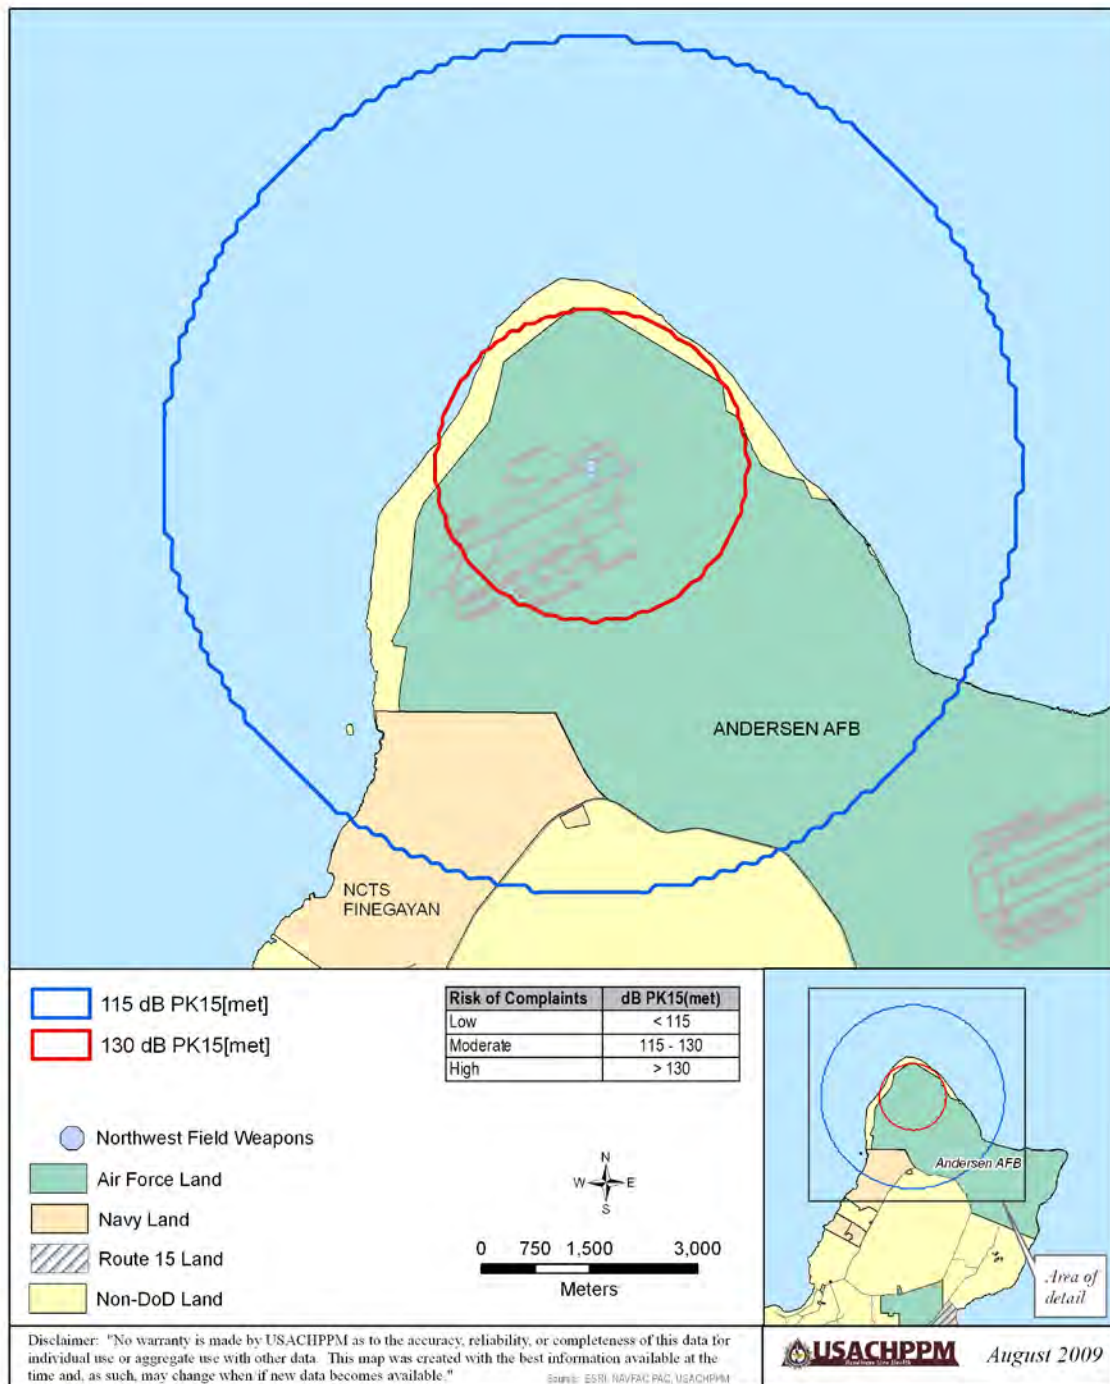 ANDERSEN AFB
NCTS
FINEGAYAN
115 dB PK15[met]
130 dB PK15[met]
Risk of Complaints dB PK15(met)
Low < 115
Moderate 115 - 130
High > 130
Northwest Field Weapons
Air Force Land
Navy Land
Route 15 Land
Non-DoD Land
N
W E
S
0 750 1,500 3,000
Meters
Andersen AFB
Area of
detail
Disclaimer: "No warranty is made by USACHPPM as to the accuracy, reliability, or completeness of this data for
individual use or aggregate use with other data. This map was created with the best information available at the
time and, as such, may change when/if new data becomes available."
Source: ESRI, NAVFAC PAC, USACHPPM
USACHPPM
August 2009